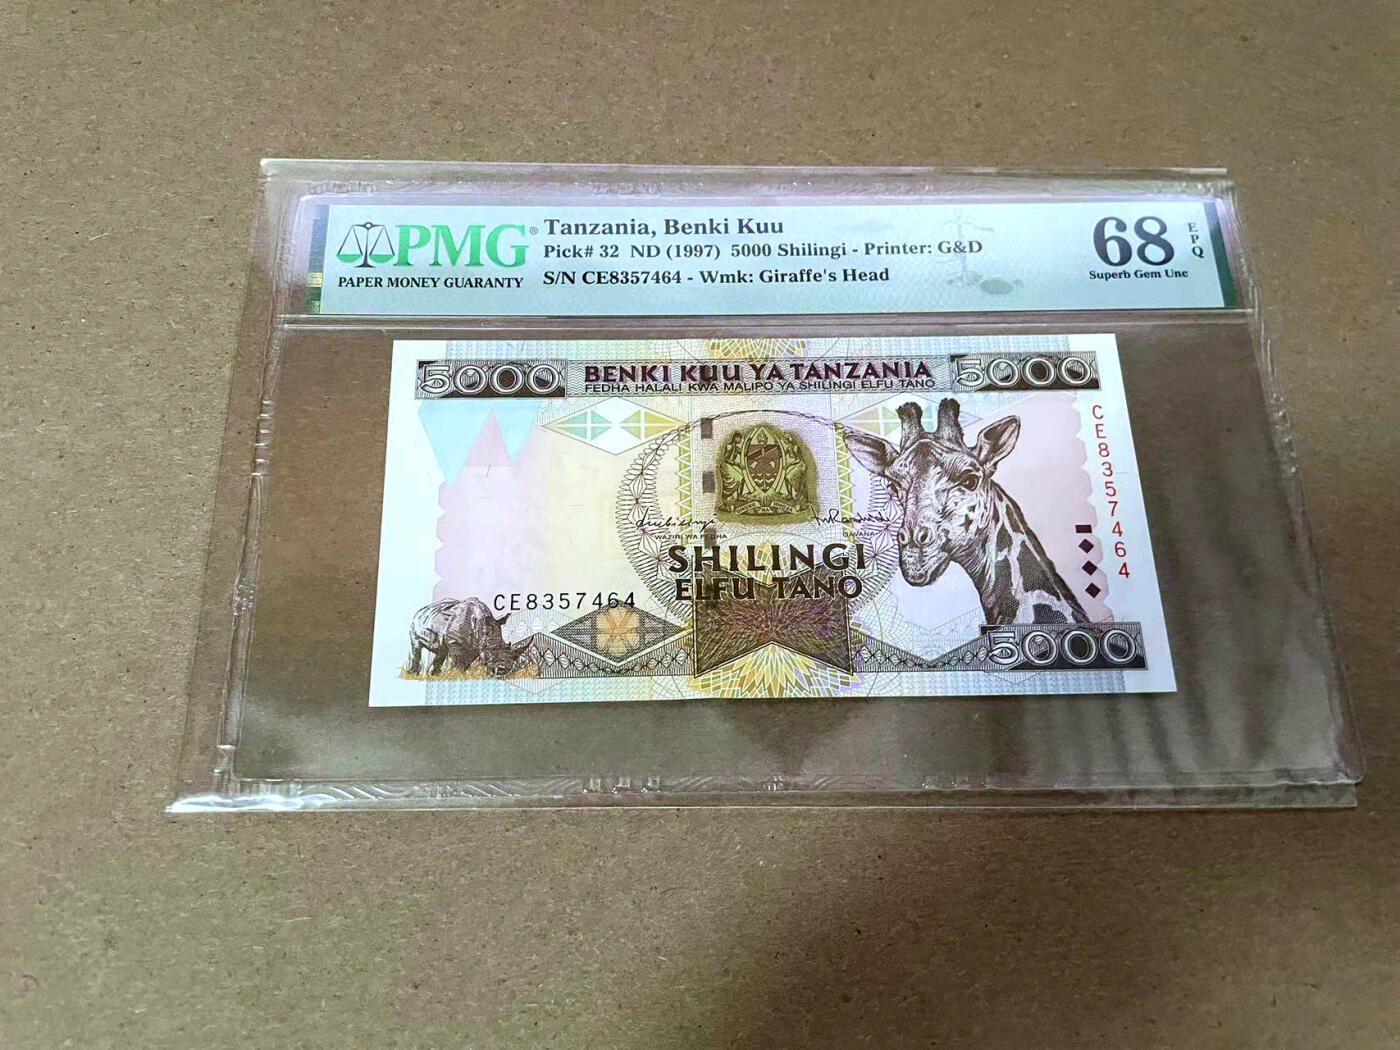 PMG®
PAPER MONEY GUARANTY
Tanzania, Benki Kuu
Pick# 32 ND (1997) 5000 Shilingi - Printer: G&D
S/N CE8357464 - Wmk: Giraffe's Head
68 EPQ
Superb Gem Unc
5000
BENKI KUU YA TANZANIA
FEDHA HALALI KWA MALIPO YA SHILINGI ELFU TANO
5000
CE8357464
WAZIRI WA FEDHA
GAVANA
SHILINGI
ELFU TANO
CE8357464
5000